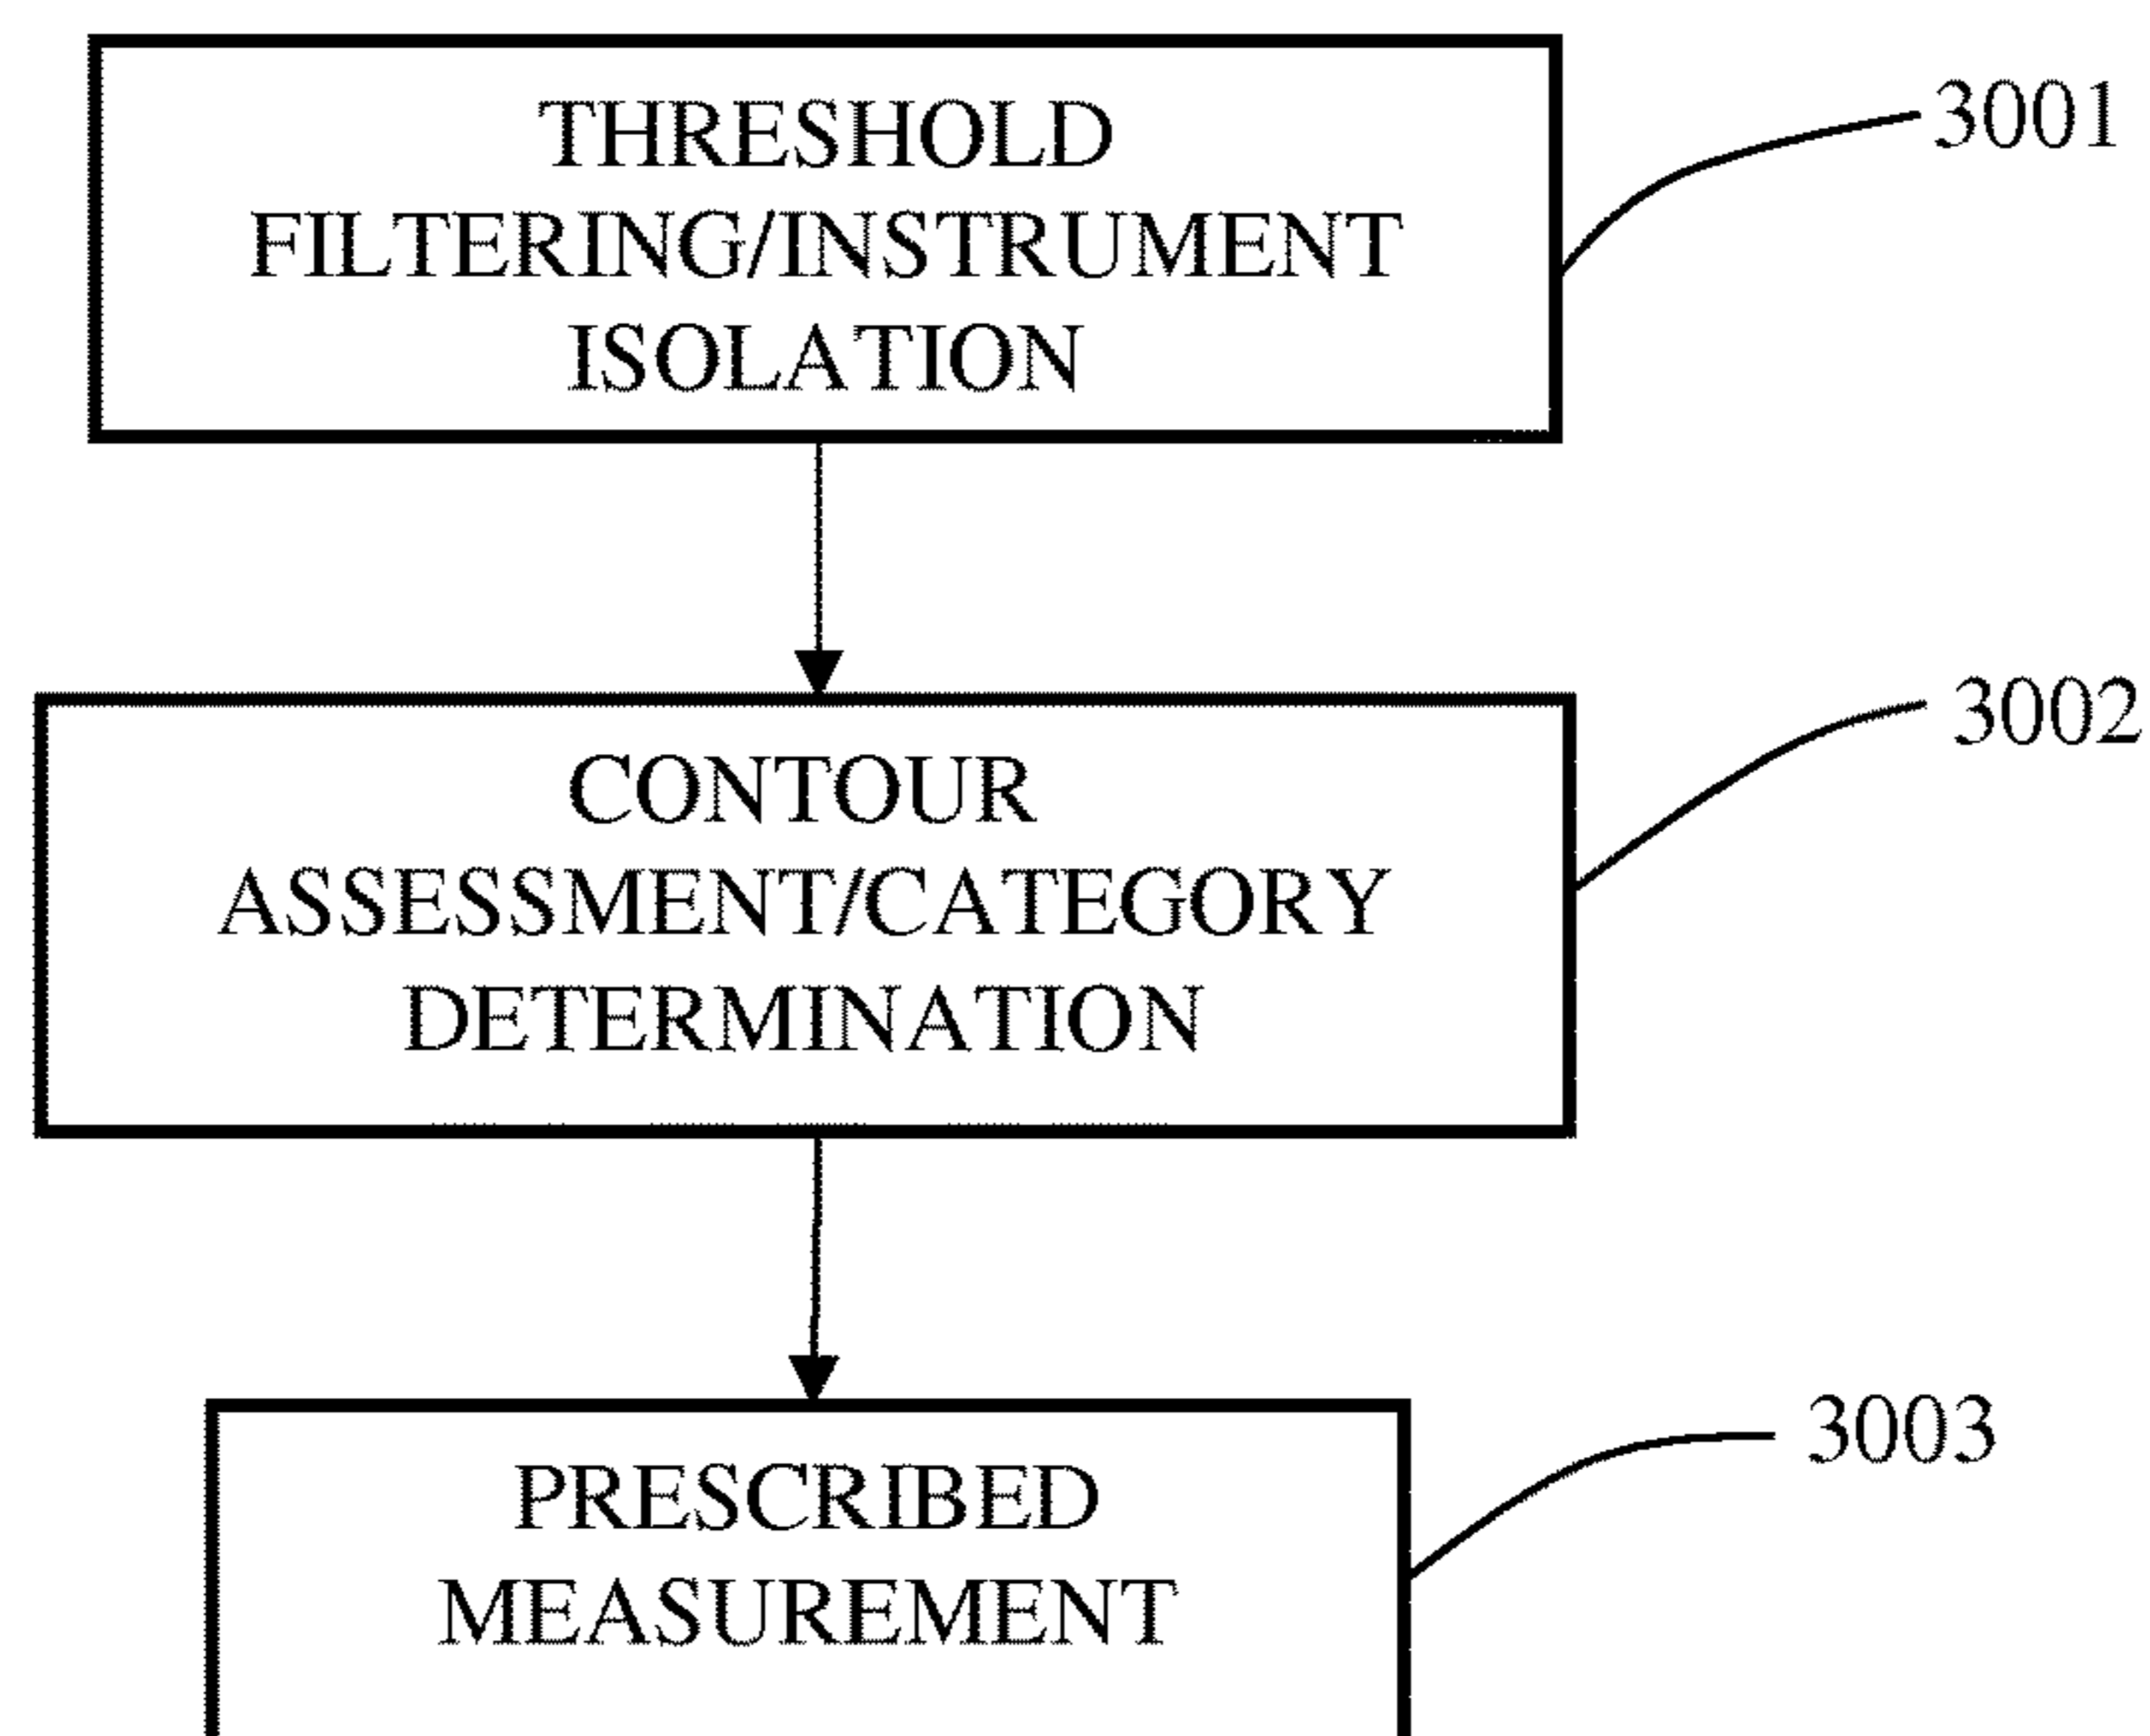 THRESHOLD
FILTERING/INSTRUMENT
ISOLATION
3001
CONTOUR
ASSESSMENT/CATEGORY
DETERMINATION
3002
PRESCRIBED
MEASUREMENT
3003